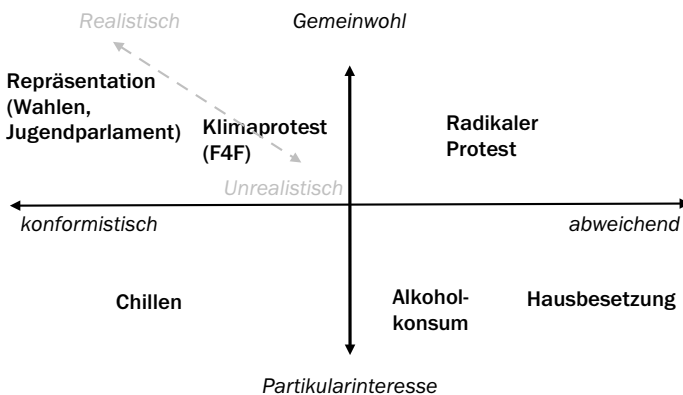 Realistisch
Gemeinwohl
Repräsentation
(Wahlen,
Jugendparlament)
Klimaprotest
(F4F)
Radikaler
Protest
Unrealistisch
konformistisch
abweichend
Chillen
Alkohol-
konsum
Hausbesetzung
Partikularinteresse